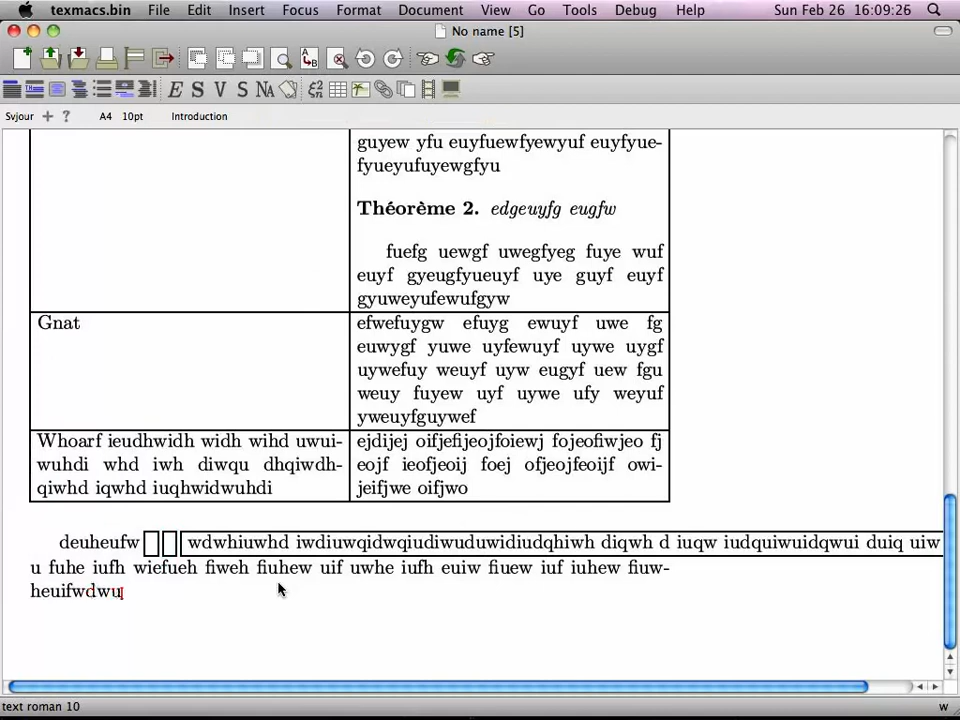 texmacs.bin File Edit Insert Focus Format Document View Go Tools Debug Help Sun Feb 26 16:09:26
No name [5]
E S V S NA
Svjour + ? A4 10pt Introduction
guyew yfu euyfuewfyewyuf euyfyue-
fyueyufuyewgfyu
Théorème 2. edgeuyfg eugfw
fuefg uewgf uwegfyeg fuye wuf
euyf gyeugfyueuyf uye guyf euyf
gyuweyufewufgyw
Gnat
efwefuygw efuyg ewuyf uwe fg
euwygf yuwe uyfewuyf uywe uygf
uywefuy weuyf uyw eugyf uew fgu
weuy fuyew uyf uywe ufy weyuf
yweuyfguywef
Whoarf ieudhwidh widh wihd uwui-
wuhdi whd iwh diwqu dhqiwdh-
qiwhd iqwhd iuqhwidwuhdi
ejdijej oifjefijeojfoiewj fojeofiwjeo fj
eojf ieofjeoij foej ofjeojfeoijf owi-
jeifjwe oifjwo
deuheufw wdwhiuwhd iwdiuwqidwqiudiwuduwidiudqhiwh diqwh d iuqw iudquiwuidqwui duiq uiw
u fuhe iufh wiefueh fiweh fiuhew uif uwhe iufh euiw fiuew iuf iuhew fiuw-
heuifwdwu
text roman 10 w